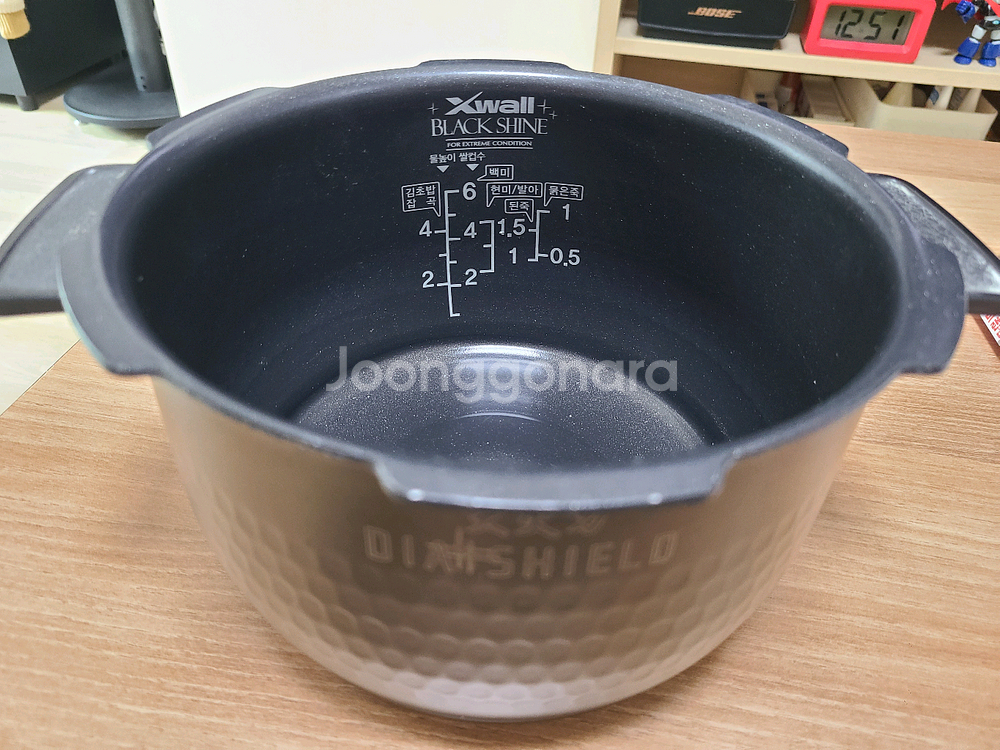 BOSE
12:51
Xwall
BLACK SHINE
FOR EXTREME CONDITION
물높이 쌀컵수
백미
김초밥
잡곡
6
현미/발아
묽은죽
된죽
1
4
4
1.5
1
0.5
2
2
Joonggonara
DIA SHIELD